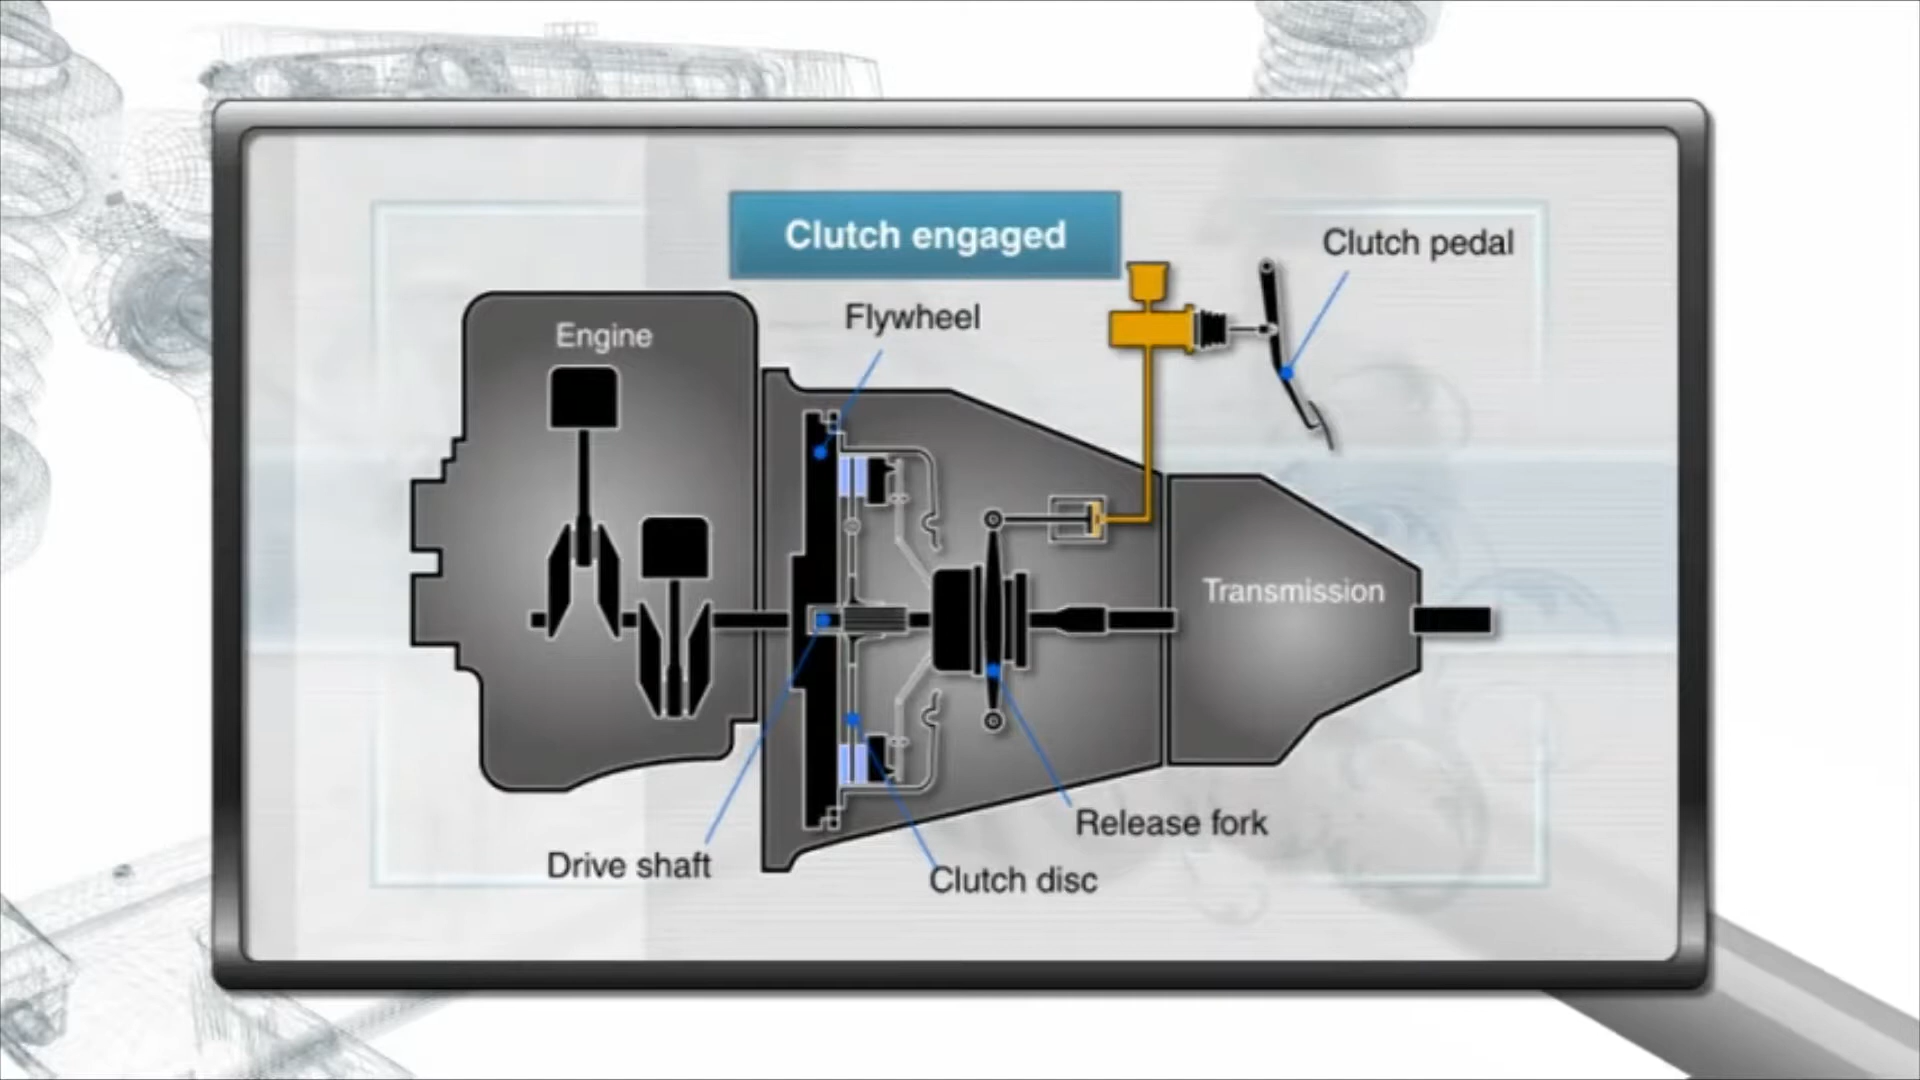 Clutch engaged
Clutch pedal
Flywheel
Engine
Transmission
Release fork
Drive shaft
Clutch disc